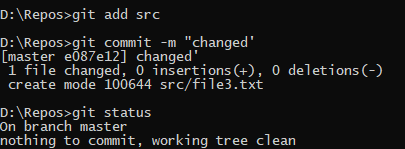 D:\Repos>git add src
D:\Repos>git commit -m "changed'
[master e087e12] changed'
1 file changed, 0 insertions(+), 0 deletions(-)
create mode 100644 src/file3.txt
D:\Repos>git status
On branch master
nothing to commit, working tree clean